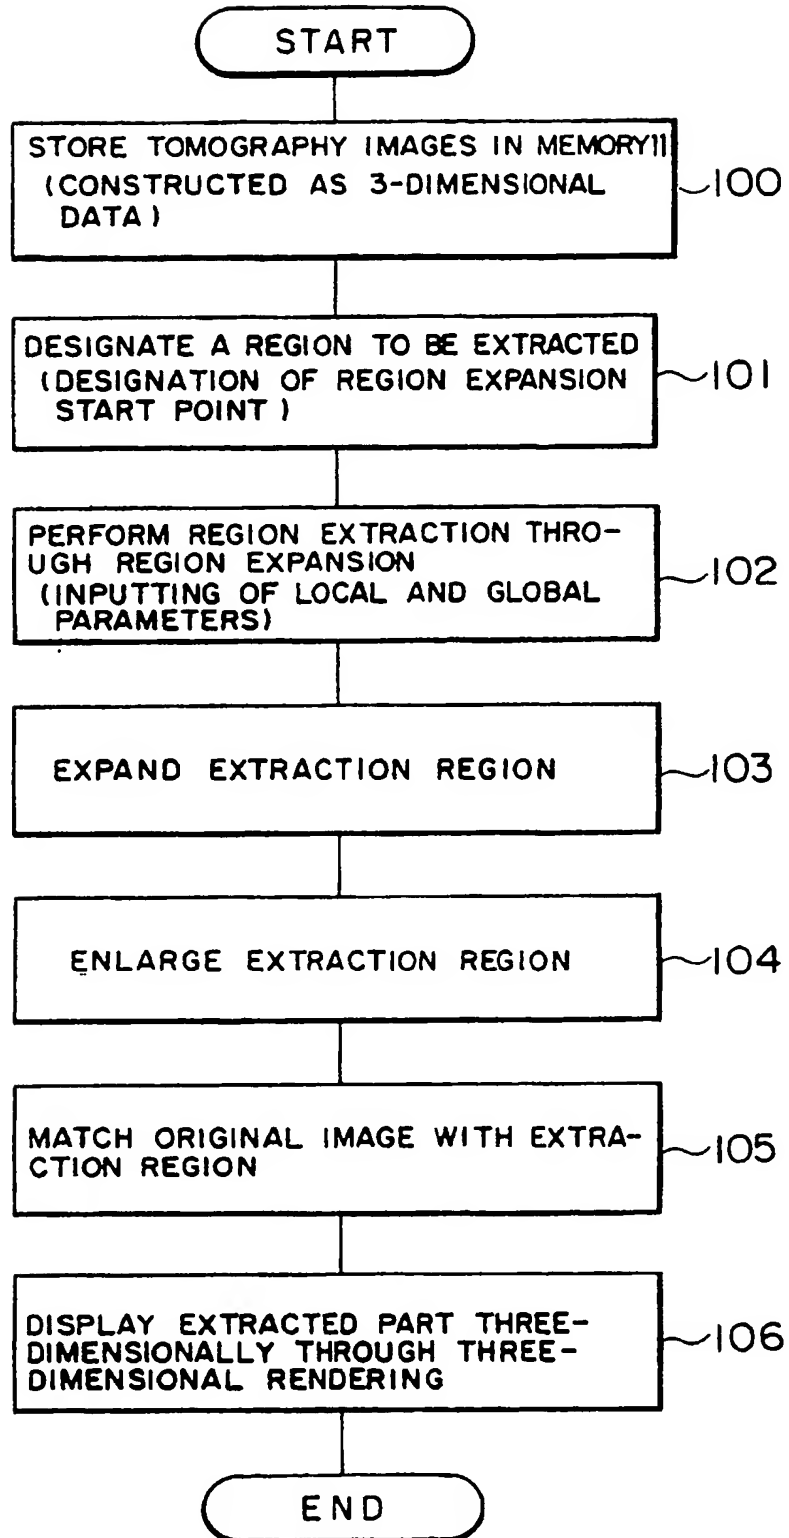 START
STORE TOMOGRAPHY IMAGES IN MEMORY11
(CONSTRUCTED AS 3-DIMENSIONAL
DATA)
100
DESIGNATE A REGION TO BE EXTRACTED
(DESIGNATION OF REGION EXPANSION
START POINT)
101
PERFORM REGION EXTRACTION THRO-
UGH REGION EXPANSION
(INPUTTING OF LOCAL AND GLOBAL
PARAMETERS)
102
EXPAND EXTRACTION REGION
103
ENLARGE EXTRACTION REGION
104
MATCH ORIGINAL IMAGE WITH EXTRA-
CTION REGION
105
DISPLAY EXTRACTED PART THREE-
DIMENSIONALLY THROUGH THREE-
DIMENSIONAL RENDERING
106
END